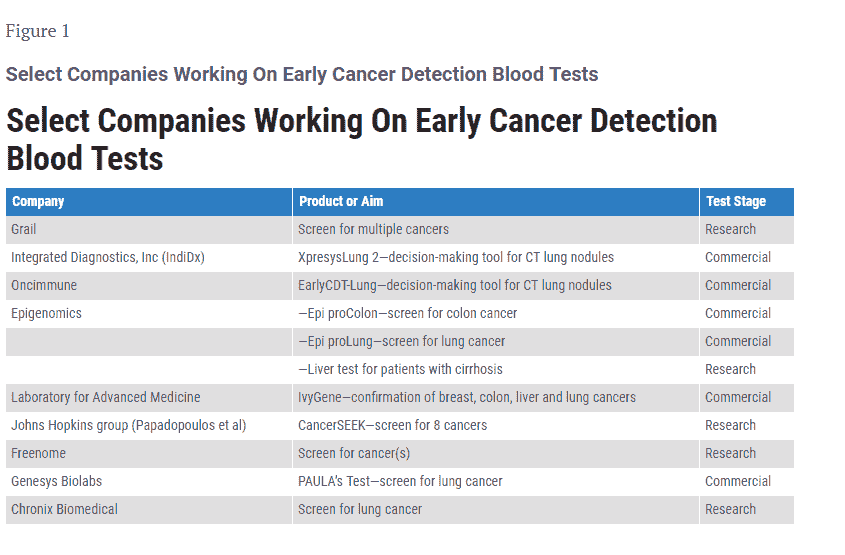 Figure 1
Select Companies Working On Early Cancer Detection Blood Tests
Select Companies Working On Early Cancer Detection
Blood Tests
Company Product or Aim Test Stage
Grail Screen for multiple cancers Research
Integrated Diagnostics, Inc (IndiDx) XpresysLung 2—decision-making tool for CT lung nodules Commercial
Oncimmune EarlyCDT-Lung—decision-making tool for CT lung nodules Commercial
Epigenomics —Epi proColon—screen for colon cancer Commercial
—Epi proLung—screen for lung cancer Commercial
—Liver test for patients with cirrhosis Research
Laboratory for Advanced Medicine IvyGene—confirmation of breast, colon, liver and lung cancers Commercial
Johns Hopkins group (Papadopoulos et al) CancerSEEK—screen for 8 cancers Research
Freenome Screen for cancer(s) Research
Genesys Biolabs PAULA's Test—screen for lung cancer Commercial
Chronix Biomedical Screen for lung cancer Research